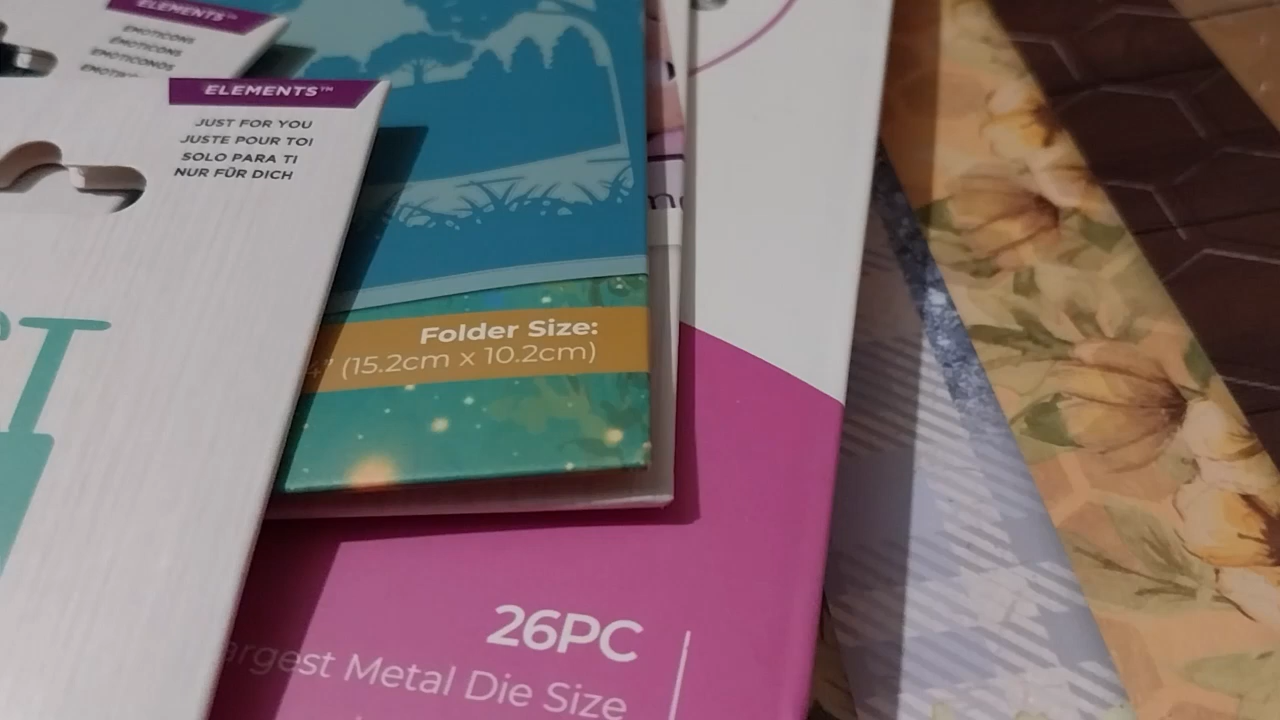 ELEMENTS™
EMOTICONS
ÉMOTICONS
EMOTICONOS
ELEMENTS™
JUST FOR YOU
JUSTE POUR TOI
SOLO PARA TI
NUR FÜR DICH
Folder Size:
(15.2cm x 10.2cm)
26PC
Metal Die Size